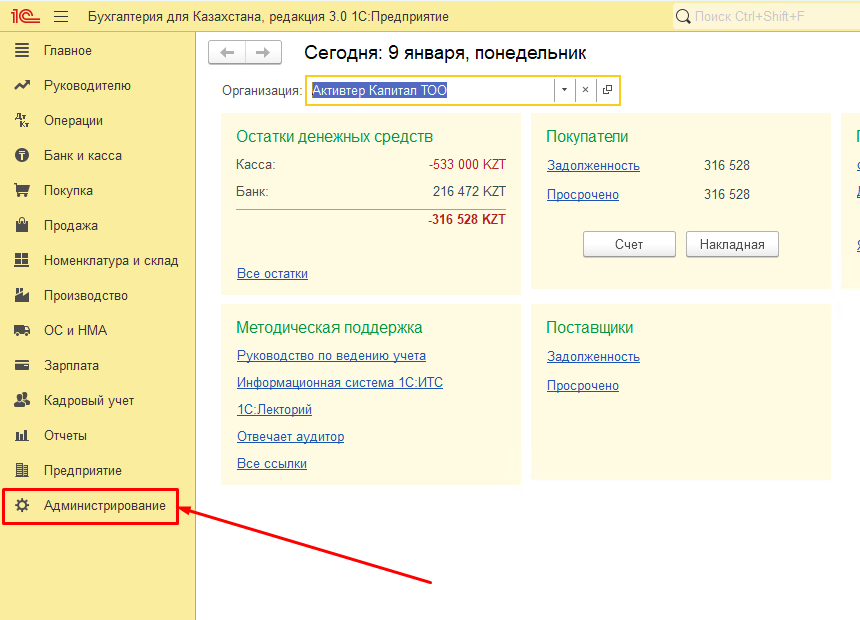 1С Бухгалтерия для Казахстана, редакция 3.0 1С:Предприятие Поиск Ctrl+Shift+F
Главное
Руководителю
Операции
Банк и касса
Покупка
Продажа
Номенклатура и склад
Производство
ОС и НМА
Зарплата
Кадровый учет
Отчеты
Предприятие
Администрирование
Сегодня: 9 января, понедельник
Организация: Активтер Капитал ТОО
Остатки денежных средств
Касса: -533 000 KZT
Банк: 216 472 KZT
-316 528 KZT
Все остатки
Покупатели
Задолженность 316 528
Просрочено 316 528
Счет Накладная
Методическая поддержка
Руководство по ведению учета
Информационная система 1С:ИТС
1С:Лекторий
Отвечает аудитор
Все ссылки
Поставщики
Задолженность
Просрочено